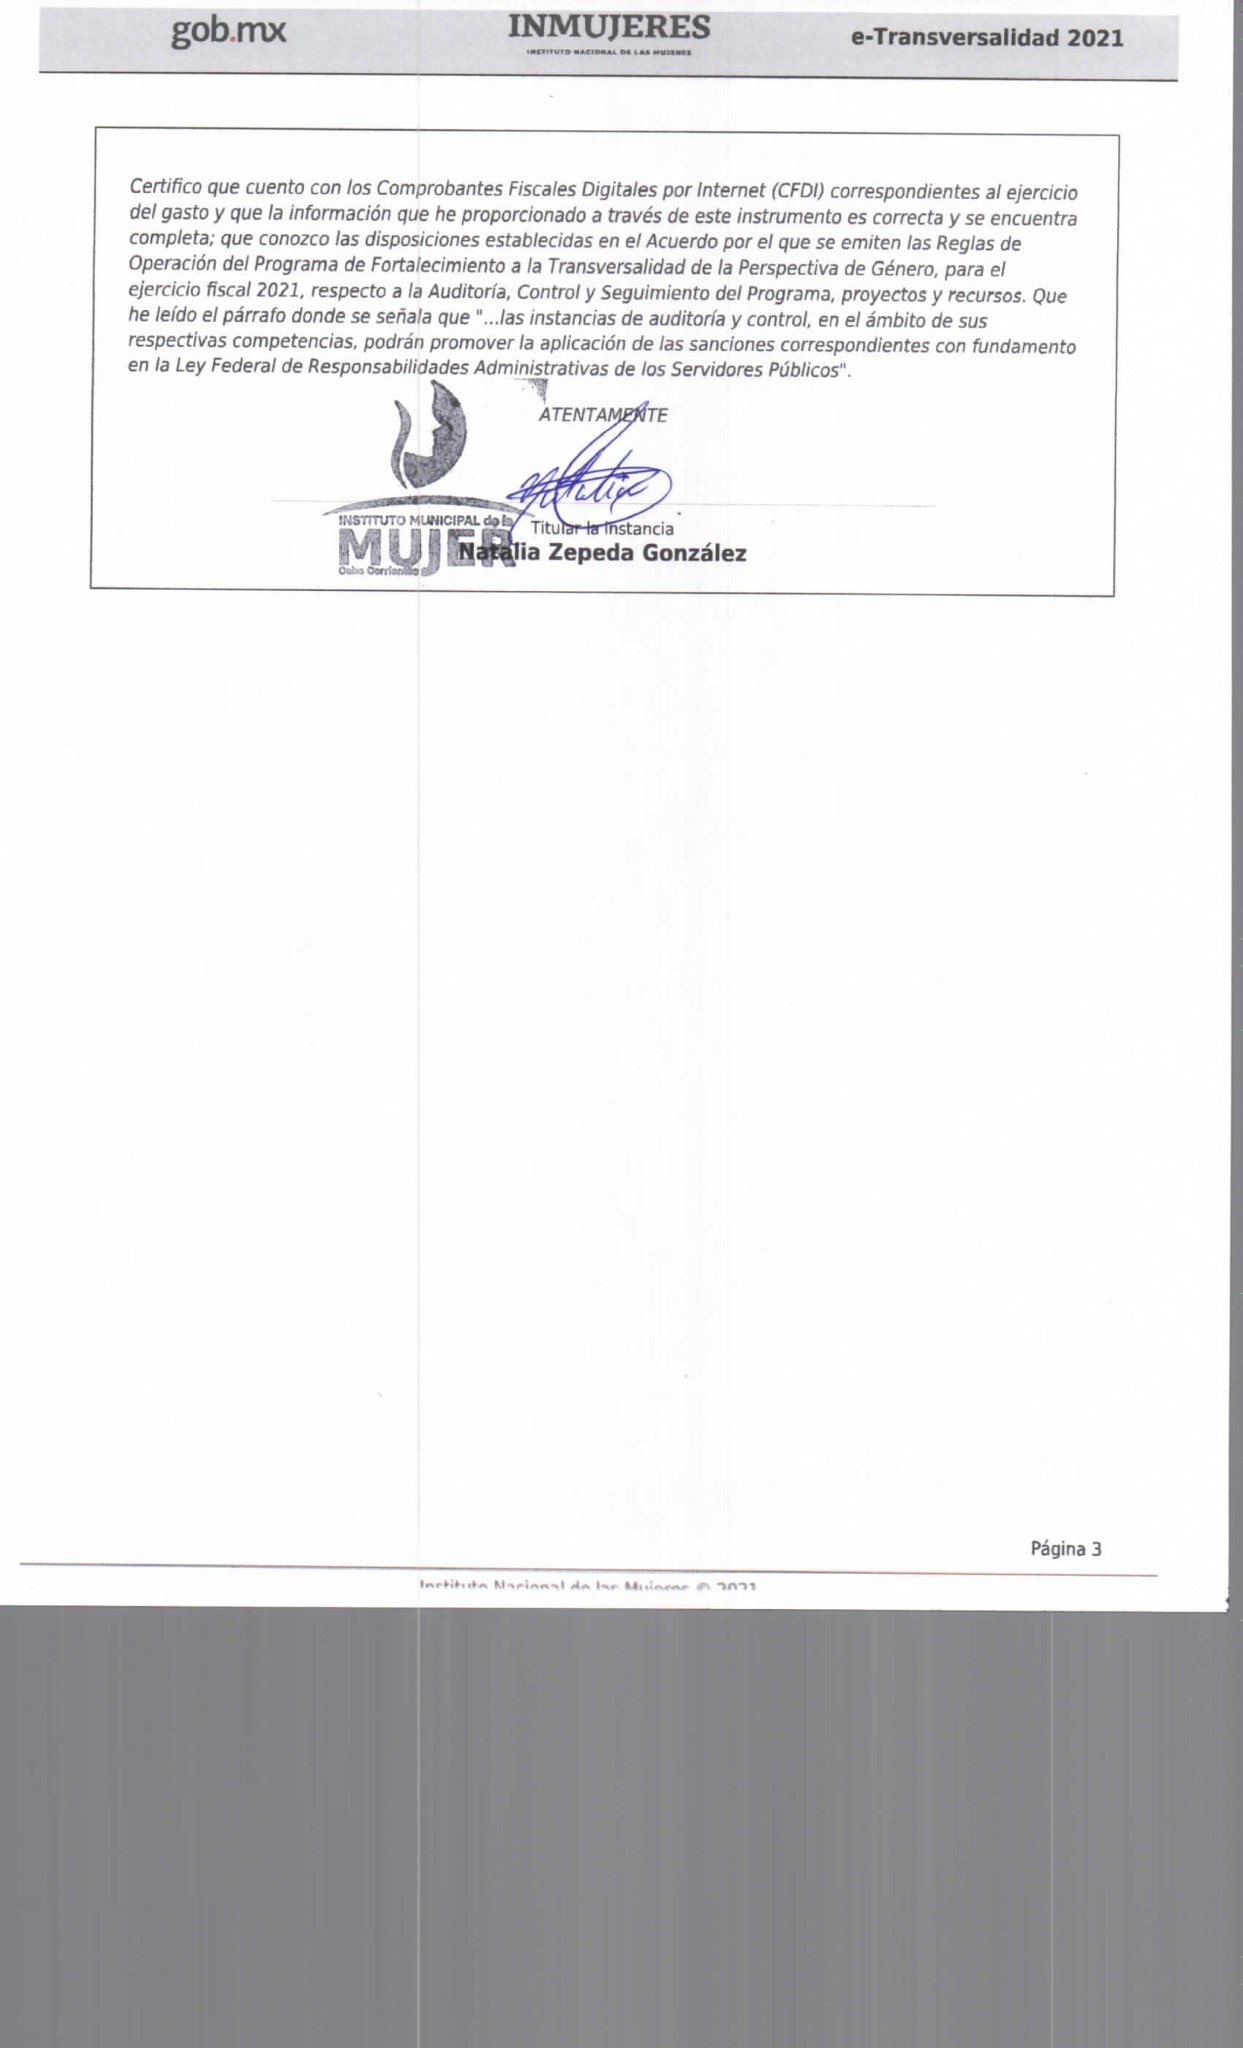 gob.mx
INMUJERES
INSTITUTO NACIONAL DE LAS MUJERES
e-Transversalidad 2021
Certifico que cuento con los Comprobantes Fiscales Digitales por Internet (CFDI) correspondientes al ejercicio
del gasto y que la información que he proporcionado a través de este instrumento es correcta y se encuentra
completa; que conozco las disposiciones establecidas en el Acuerdo por el que se emiten las Reglas de
Operación del Programa de Fortalecimiento a la Transversalidad de la Perspectiva de Género, para el
ejercicio fiscal 2021, respecto a la Auditoría, Control y Seguimiento del Programa, proyectos y recursos. Que
he leído el párrafo donde se señala que "...las instancias de auditoría y control, en el ámbito de sus
respectivas competencias, podrán promover la aplicación de las sanciones correspondientes con fundamento
en la Ley Federal de Responsabilidades Administrativas de los Servidores Públicos".
ATENTAMENTE
Natalia
INSTITUTO MUNICIPAL de la
MUJER
Cabo Corrientes
Titular la Instancia
Natalia Zepeda González
Página 3
Instituto Nacional de las Mujeres © 2021